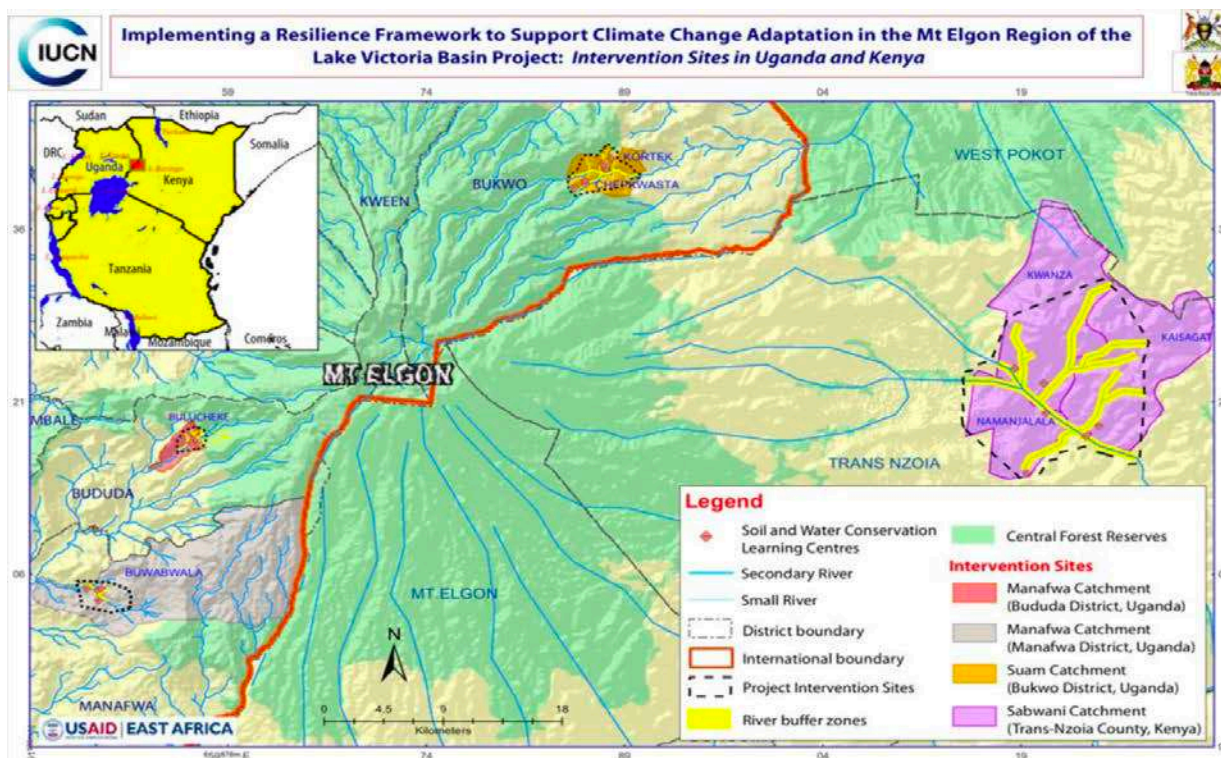 IUCN
Implementing a Resilience Framework to Support Climate Change Adaptation in the Mt Elgon Region of the
Lake Victoria Basin Project: Intervention Sites in Uganda and Kenya
59
74
89
04
19
Sudan
Ethiopia
DRC
Somalia
Uganda
Kenya
Tanzania
Zambia
Mozambique
Comoros
KORTEK
CHEPKWASTA
BUKWO
KWEEN
WEST POKOT
36
KWANZA
KAISAGAT
MT ELGON
21
MBALE
BULUCHEKE
NAMANJALALA
TRANS NZOIA
BUDUDA
06
BUWABWALA
MT ELGON
N
MANAFWA
0 4.5 9 18
Kilometers
USAID EAST AFRICA
74
89
04
19
Legend
Soil and Water Conservation
Learning Centres
Secondary River
Small River
District boundary
International boundary
Project Intervention Sites
River buffer zones
Central Forest Reserves
Intervention Sites
Manafwa Catchment
(Bududa District, Uganda)
Manafwa Catchment
(Manafwa District, Uganda)
Suam Catchment
(Bukwo District, Uganda)
Sabwani Catchment
(Trans-Nzoia County, Kenya)